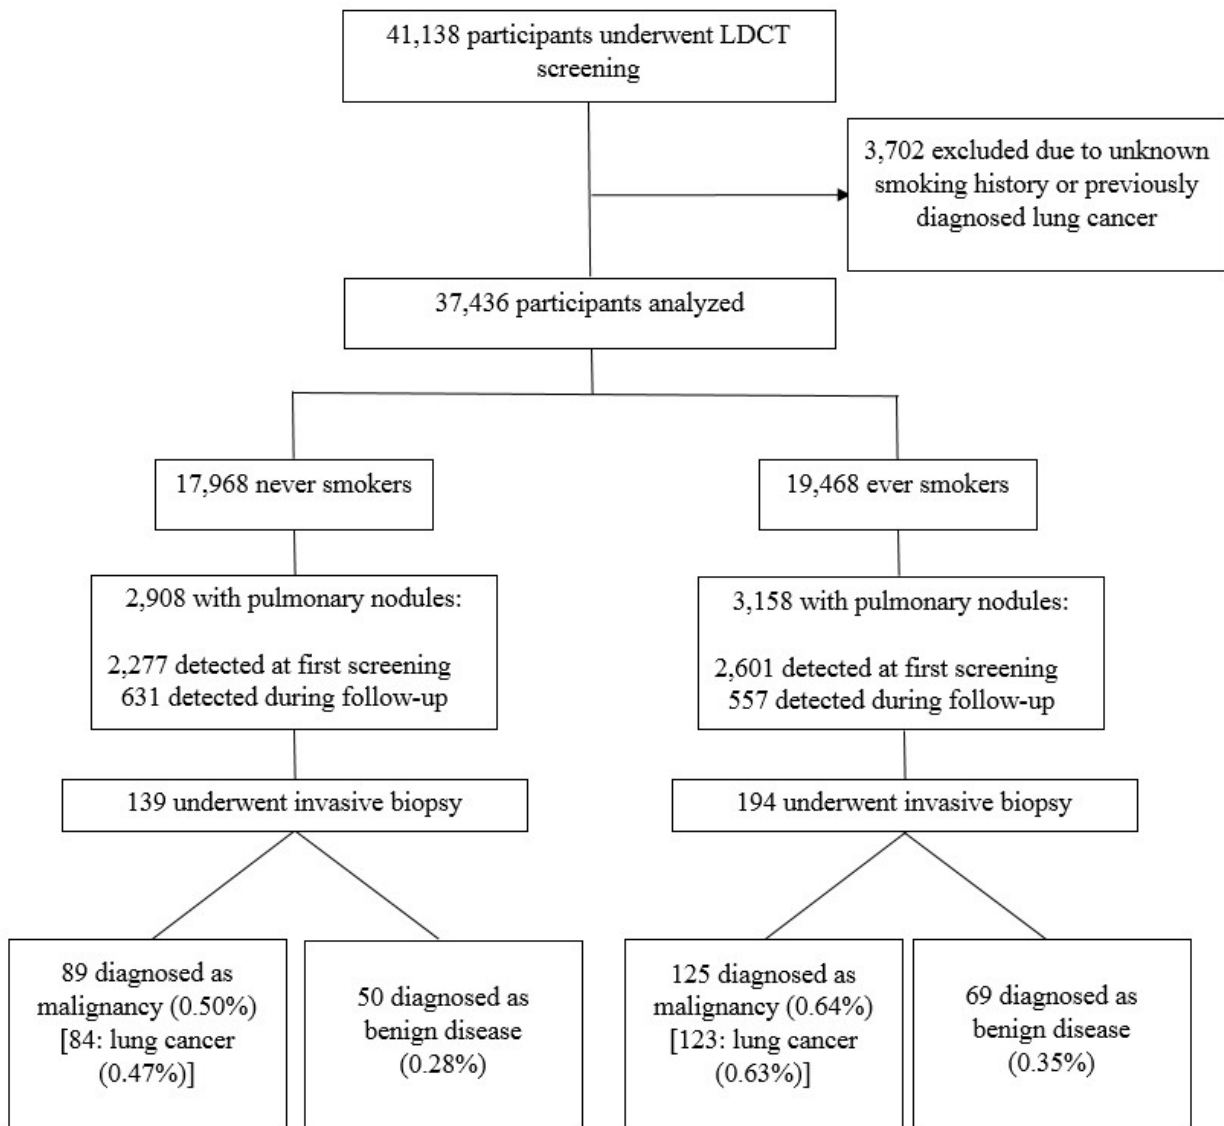 41,138 participants underwent LDCT
screening
3,702 excluded due to unknown
smoking history or previously
diagnosed lung cancer
37,436 participants analyzed
17,968 never smokers
19,468 ever smokers
2,908 with pulmonary nodules:
2,277 detected at first screening
631 detected during follow-up
3,158 with pulmonary nodules:
2,601 detected at first screening
557 detected during follow-up
139 underwent invasive biopsy
194 underwent invasive biopsy
89 diagnosed as
malignancy (0.50%)
[84: lung cancer
(0.47%)]
50 diagnosed as
benign disease
(0.28%)
125 diagnosed as
malignancy (0.64%)
[123: lung cancer
(0.63%)]
69 diagnosed as
benign disease
(0.35%)